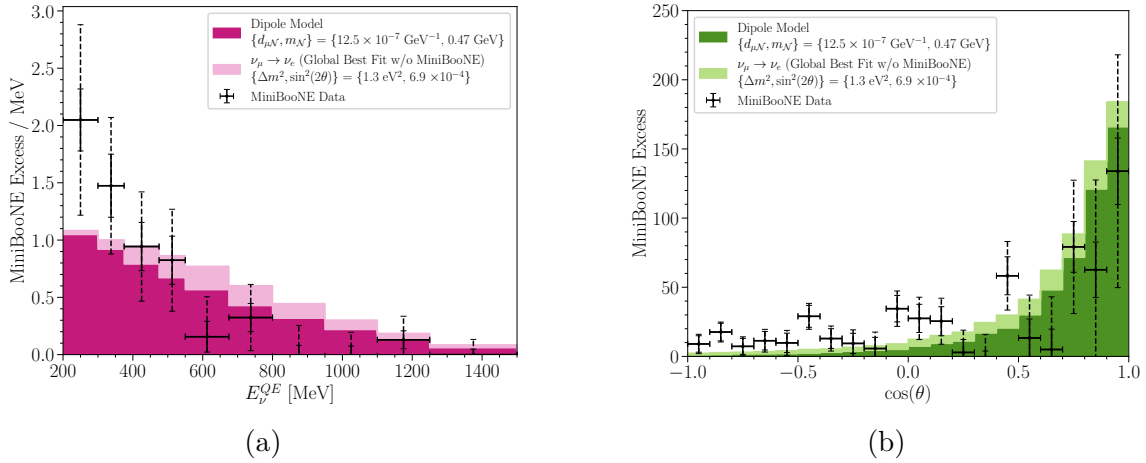 Dipole Model
{d_{μN}, m_N} = {12.5 × 10⁻⁷ GeV⁻¹, 0.47 GeV}
ν_μ → ν_e (Global Best Fit w/o MiniBooNE)
{Δm², sin²(2θ)} = {1.3 eV², 6.9 ×10⁻⁴}
MiniBooNE Data
MiniBooNE Excess / MeV
3.0
2.5
2.0
1.5
1.0
0.5
0.0
200 400 600 800 1000 1200 1400
E_ν^{QE} [MeV]
(a)
Dipole Model
{d_{μN}, m_N} = {12.5 × 10⁻⁷ GeV⁻¹, 0.47 GeV}
ν_μ → ν_e (Global Best Fit w/o MiniBooNE)
{Δm², sin²(2θ)} = {1.3 eV², 6.9 ×10⁻⁴}
MiniBooNE Data
MiniBooNE Excess
250
200
150
100
50
0
−1.0 −0.5 0.0 0.5 1.0
cos(θ)
(b)